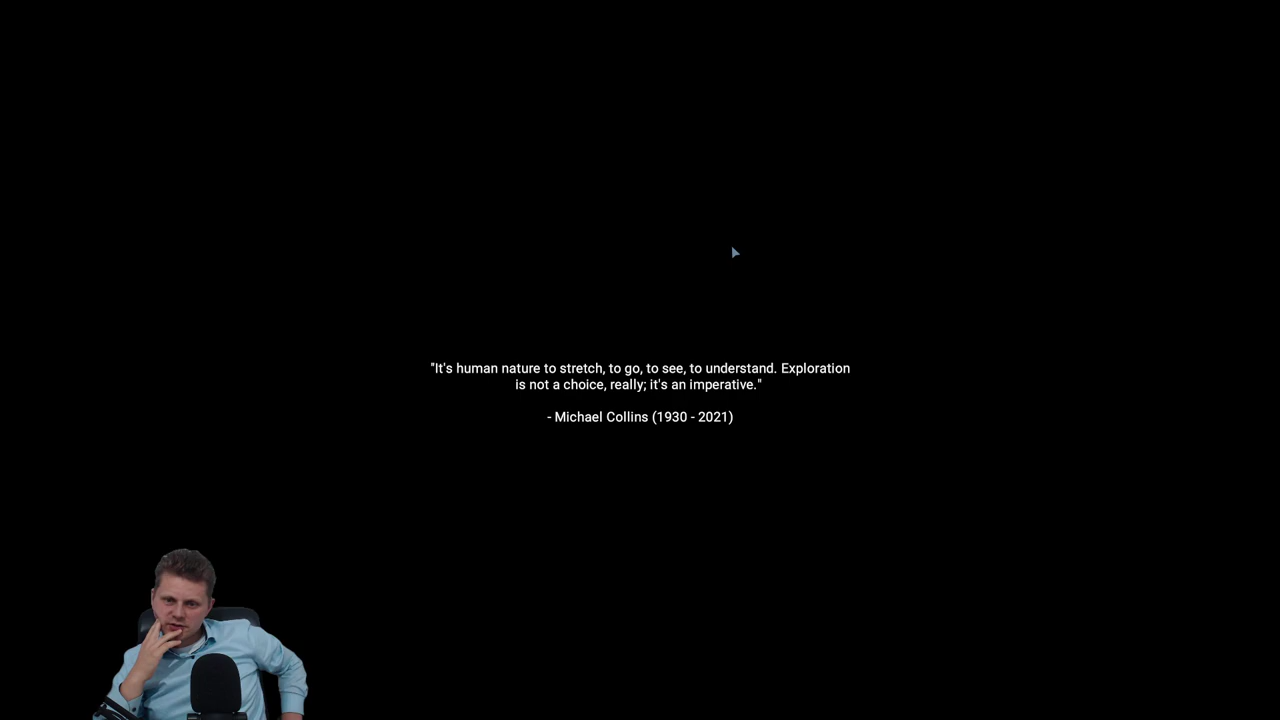 "It's human nature to stretch, to go, to see, to understand. Exploration
is not a choice, really; it's an imperative."
- Michael Collins (1930 - 2021)